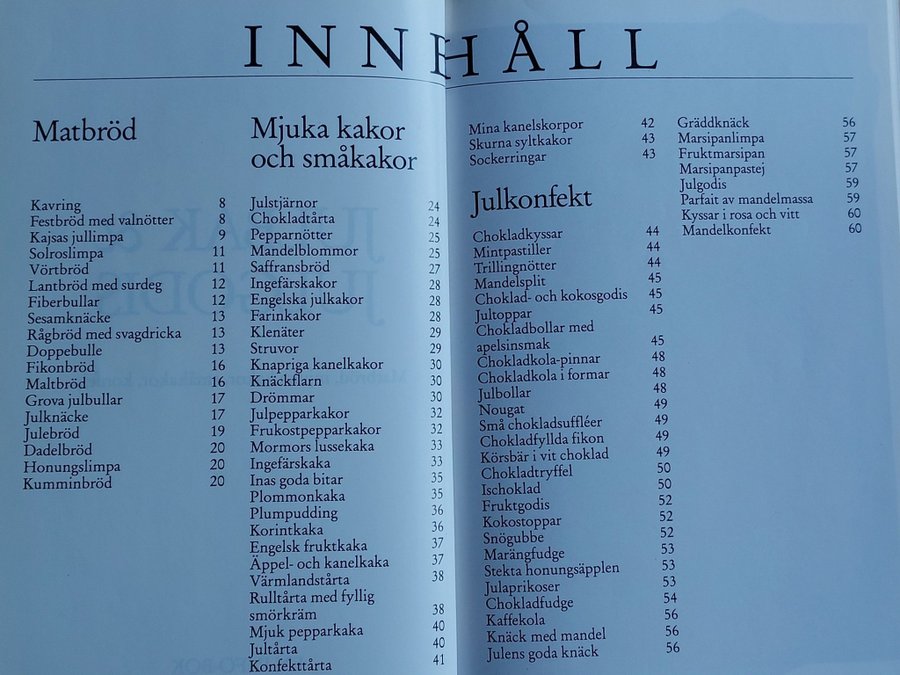 INNEHÅLL
Matbröd
Kavring 8
Festbröd med valnötter 8
Kajsas jullimpa 9
Solroslimpa 11
Vörtbröd 11
Lantbröd med surdeg 12
Fiberbullar 12
Sesamknäcke 13
Rågbröd med svagdricka 13
Doppebulle 13
Fikonbröd 16
Maltbröd 16
Grova julbullar 17
Julknäcke 17
Julebröd 19
Dadelbröd 20
Honungslimpa 20
Kumminbröd 20
Mjuka kakor
och småkakor
Julstjärnor 24
Chokladtårta 24
Pepparnötter 25
Mandelblommor 25
Saffransbröd 27
Ingefärskakor 28
Engelska julkakor 28
Farinkakor 28
Klenäter 29
Struvor 29
Knapriga kanelkakor 30
Knäckflarn 30
Drömmar 30
Julpepparkakor 32
Frukostpepparkakor 32
Mormors lussekaka 33
Ingefärskaka 33
Inas goda bitar 35
Plommonkaka 35
Plumpudding 36
Korintkaka 36
Engelsk fruktkaka 37
Äppel- och kanelkaka 37
Värmlandstårta 38
Rulltårta med fyllig
smörkräm 38
Mjuk pepparkaka 40
Jultårta 40
Konfekttårta 41
Mina kanelskorpor 42
Skurna syltkakor 43
Sockerringar 43
Julkonfekt
Chokladkyssar 44
Mintpastiller 44
Trillingnötter 44
Mandelsplit 45
Choklad- och kokosgodis 45
Jultoppar 45
Chokladbollar med
apelsinsmak 45
Chokladkola-pinnar 48
Chokladkola i formar 48
Julbollar 48
Nougat 49
Små chokladsuffléer 49
Chokladfyllda fikon 49
Körsbär i vit choklad 49
Chokladtryffel 50
Ischoklad 50
Fruktgodis 52
Kokostoppar 52
Snögubbe 52
Marängfudge 53
Stekta honungsäpplen 53
Julaprikoser 53
Chokladfudge 54
Kaffekola 56
Knäck med mandel 56
Julens goda knäck 56
Gräddknäck 56
Marsipanlimpa 57
Fruktmarsipan 57
Marsipanpastej 57
Julgodis 59
Parfait av mandelmassa 59
Kyssar i rosa och vitt 60
Mandelkonfekt 60